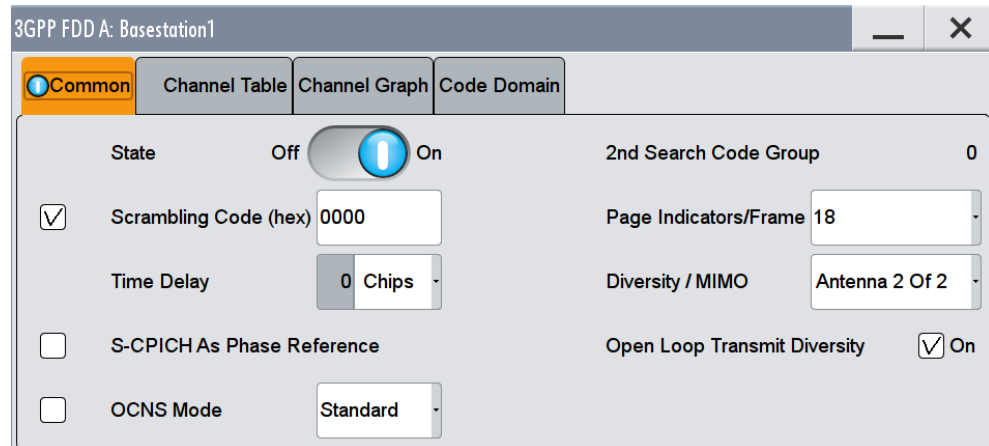 3GPP FDD A: Basestation1
Common Channel Table Channel Graph Code Domain
State Off On 2nd Search Code Group 0
Scrambling Code (hex) 0000 Page Indicators/Frame 18
Time Delay 0 Chips Diversity / MIMO Antenna 2 Of 2
S-CPICH As Phase Reference Open Loop Transmit Diversity On
OCNS Mode Standard